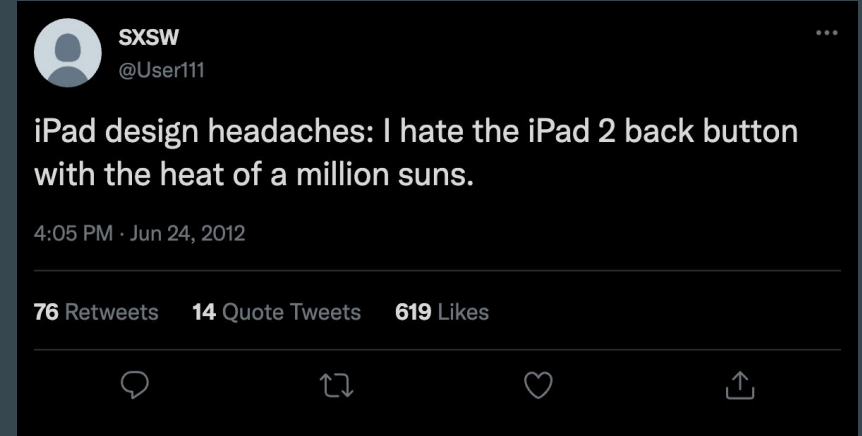 SXSW
@User111
iPad design headaches: I hate the iPad 2 back button
with the heat of a million suns.
4:05 PM · Jun 24, 2012
76 Retweets 14 Quote Tweets 619 Likes